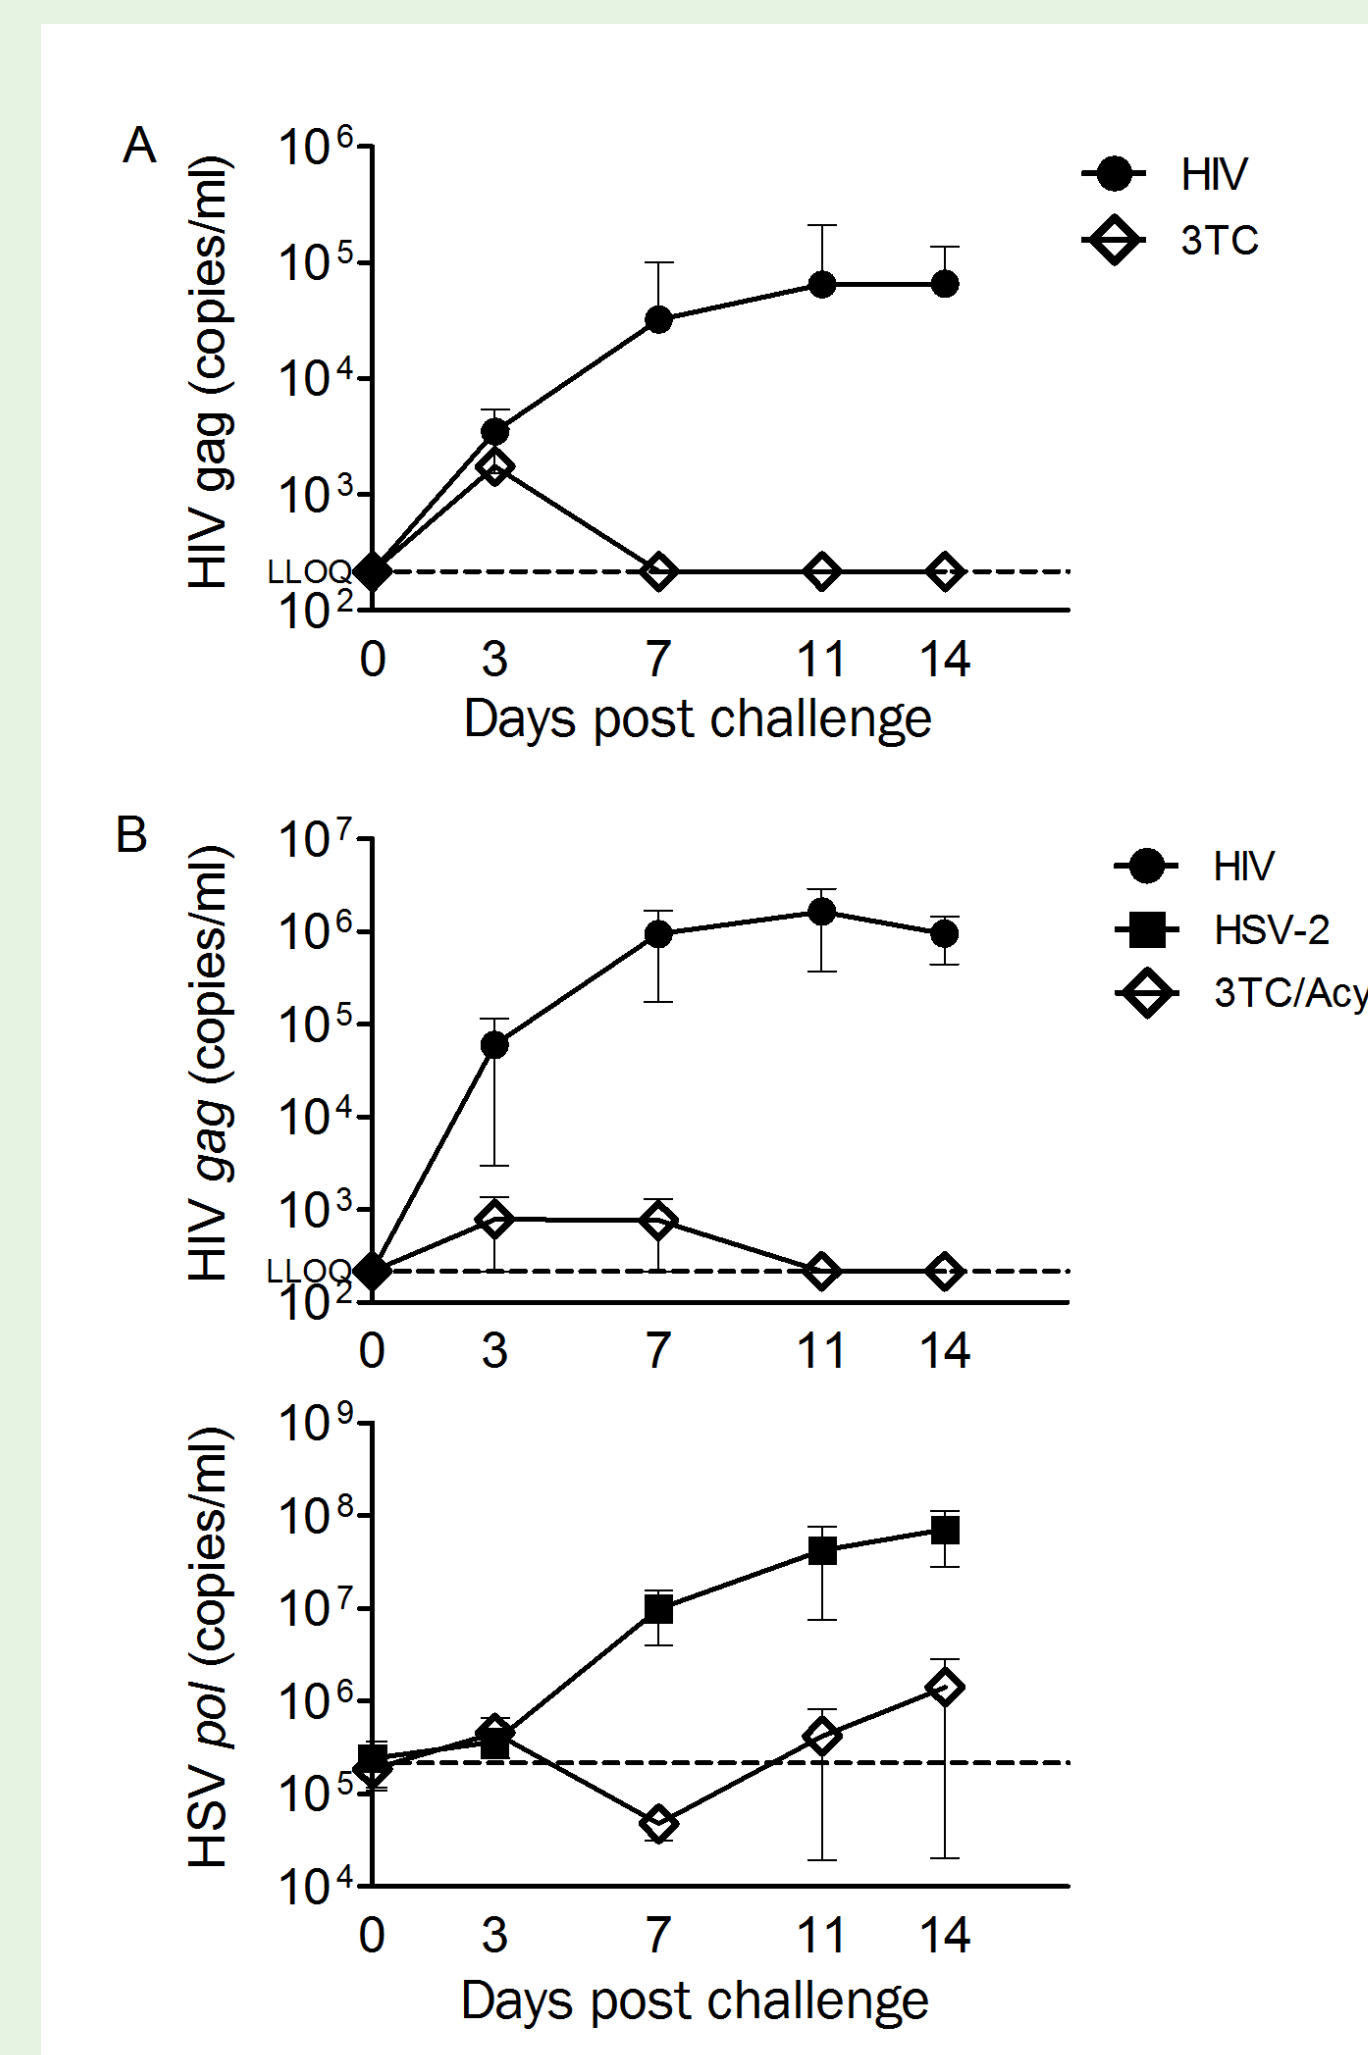 A
HIV gag (copies/ml)
10^6
10^5
10^4
10^3
LLOQ
10^2
0 3 7 11 14
Days post challenge
HIV
3TC
B
HIV gag (copies/ml)
10^7
10^6
10^5
10^4
10^3
LLOQ
10^2
0 3 7 11 14
HIV
HSV-2
3TC/Acy
HSV pol (copies/ml)
10^9
10^8
10^7
10^6
10^5
10^4
0 3 7 11 14
Days post challenge